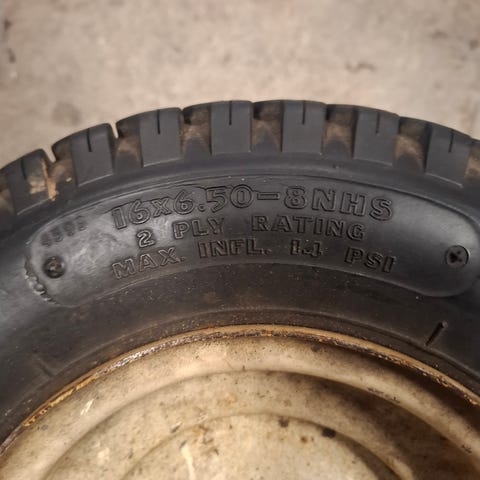 16x6.50-8NHS
2 PLY RATING
MAX. INFL. 14 PSI